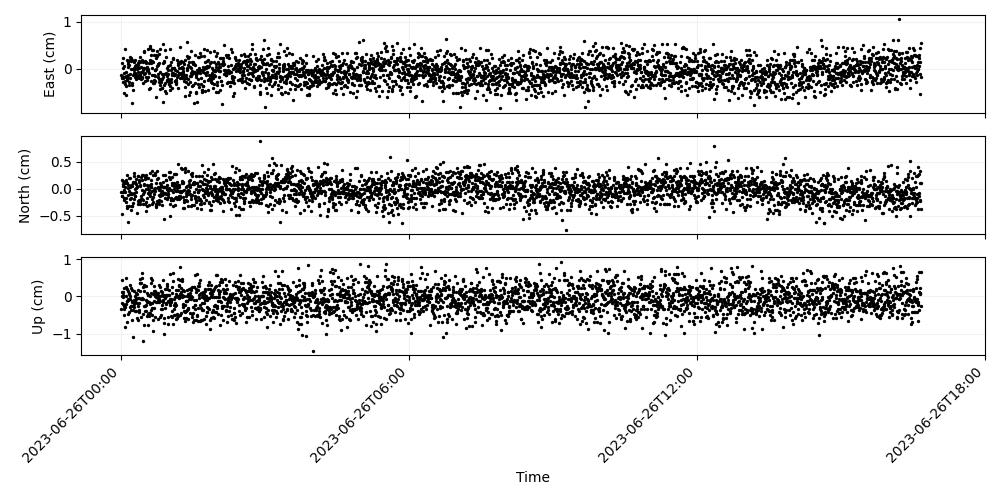 East (cm)
1
0
North (cm)
0.5
0.0
−0.5
Up (cm)
1
0
−1
2023-06-26T00:00
2023-06-26T06:00
2023-06-26T12:00
2023-06-26T18:00
Time